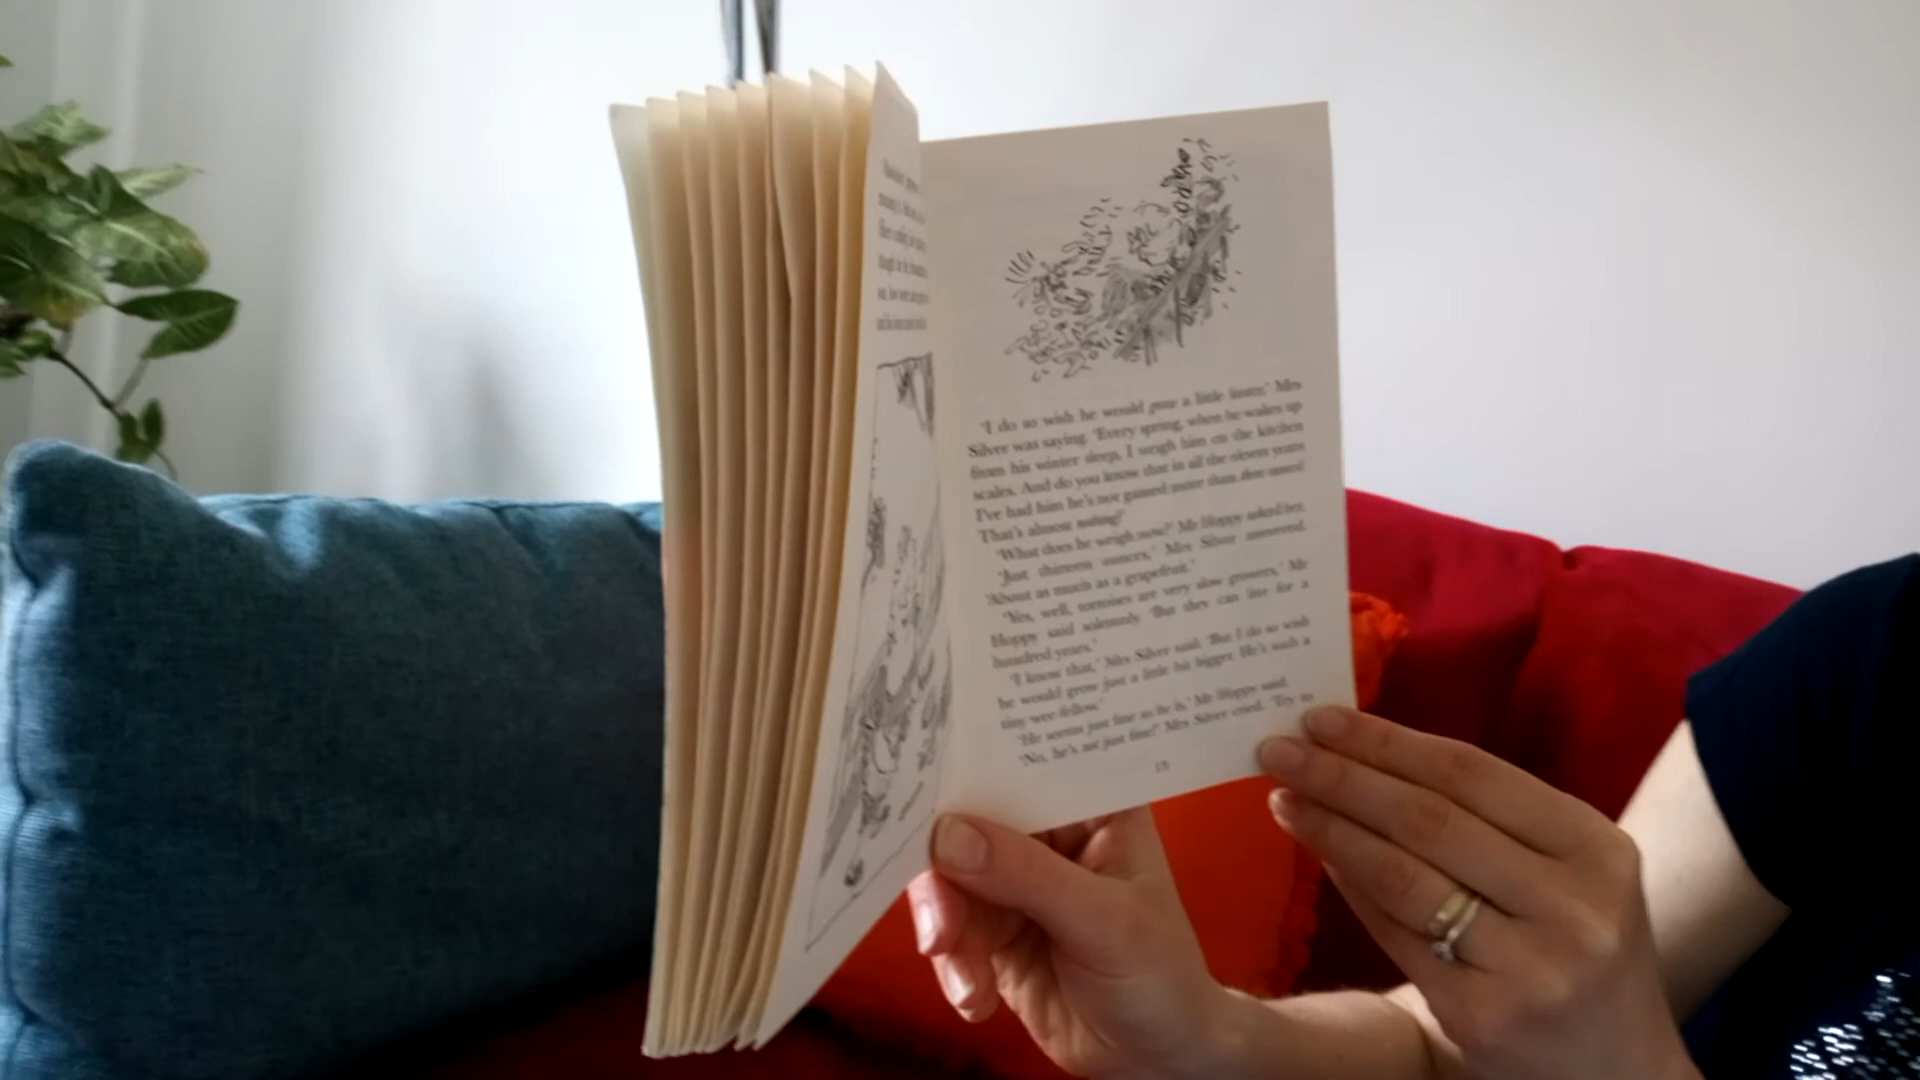 'I do so wish he would grow a little faster,' Mrs
Silver was saying. 'Every spring, when he wakes up
from his winter sleep, I weigh him on the kitchen
scales. And do you know that in all the eleven years
I've had him he's not gained more than three ounces!
That's almost nothing!'
'What does he weigh now?' Mr Hoppy asked her.
'Just thirteen ounces,' Mrs Silver answered.
'About as much as a grapefruit.'
'Yes, well, tortoises are very slow growers,' Mr
Hoppy said solemnly. 'But they can live for a
hundred years.'
'I know that,' Mrs Silver said. 'But I do so wish
he would grow just a little bit bigger. He's such a
tiny wee fellow.'
'He seems just fine as he is,' Mr Hoppy said.
'No, he's not just fine!' Mrs Silver cried. 'Try to